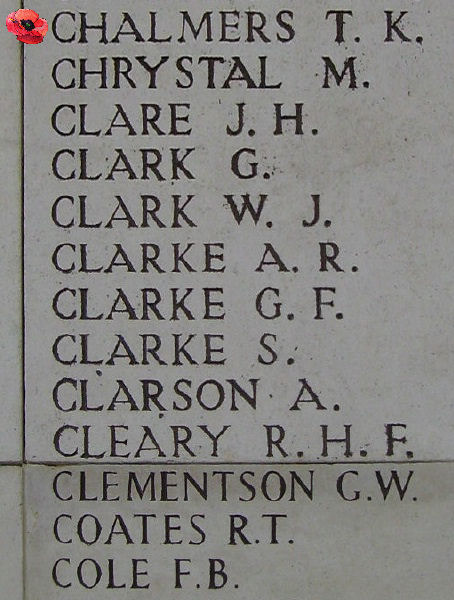 CHALMERS T. K.
CHRYSTAL M.
CLARE J. H.
CLARK G.
CLARK W. J.
CLARKE A. R.
CLARKE G. F.
CLARKE S.
CLARSON A.
CLEARY R. H. F.
CLEMENTSON G.W.
COATES R.T.
COLE F.B.